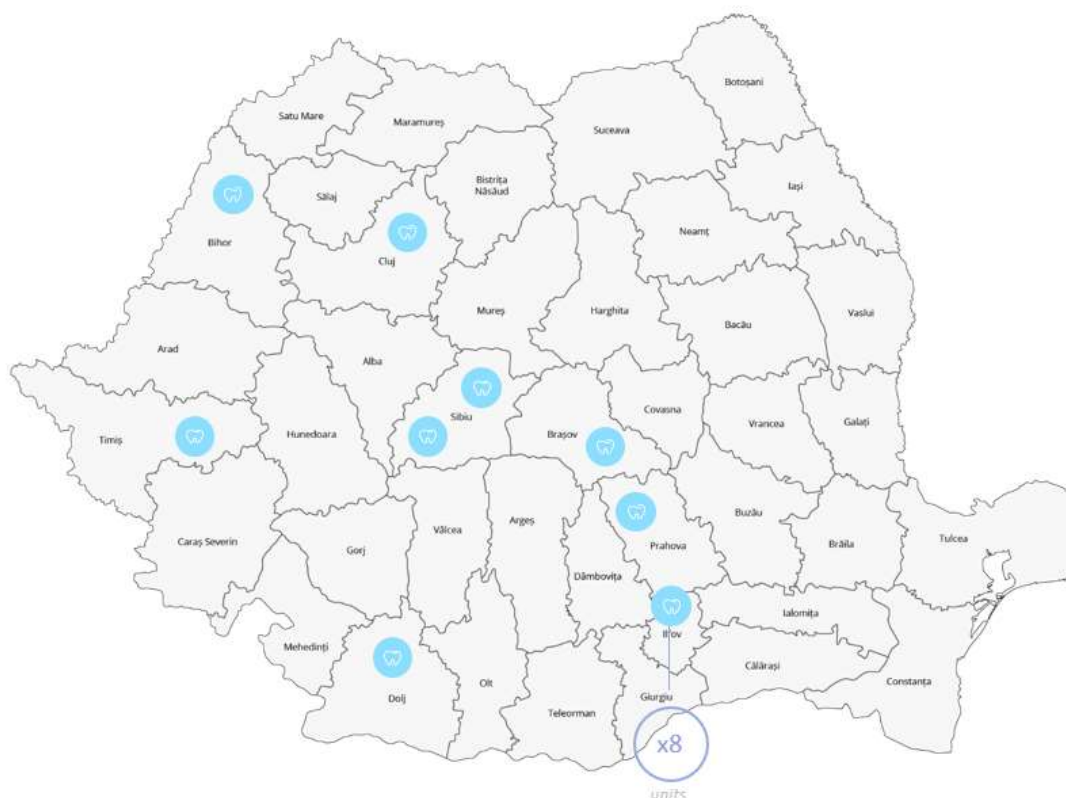 Botoșani
Satu Mare
Maramureș
Suceava
Bistrița
Năsăud
Iași
Sălaj
Neamț
Bihor
Cluj
Mureș
Harghita
Vaslui
Bacău
Arad
Alba
Covasna
Sibiu
Galați
Vrancea
Timiș
Hunedoara
Brașov
Buzău
Argeș
Vâlcea
Tulcea
Caraș Severin
Brăila
Prahova
Gorj
Dâmbovița
Ialomița
Ilfov
Mehedinți
Călărași
Constanța
Olt
Giurgiu
Dolj
Teleorman
x8
units